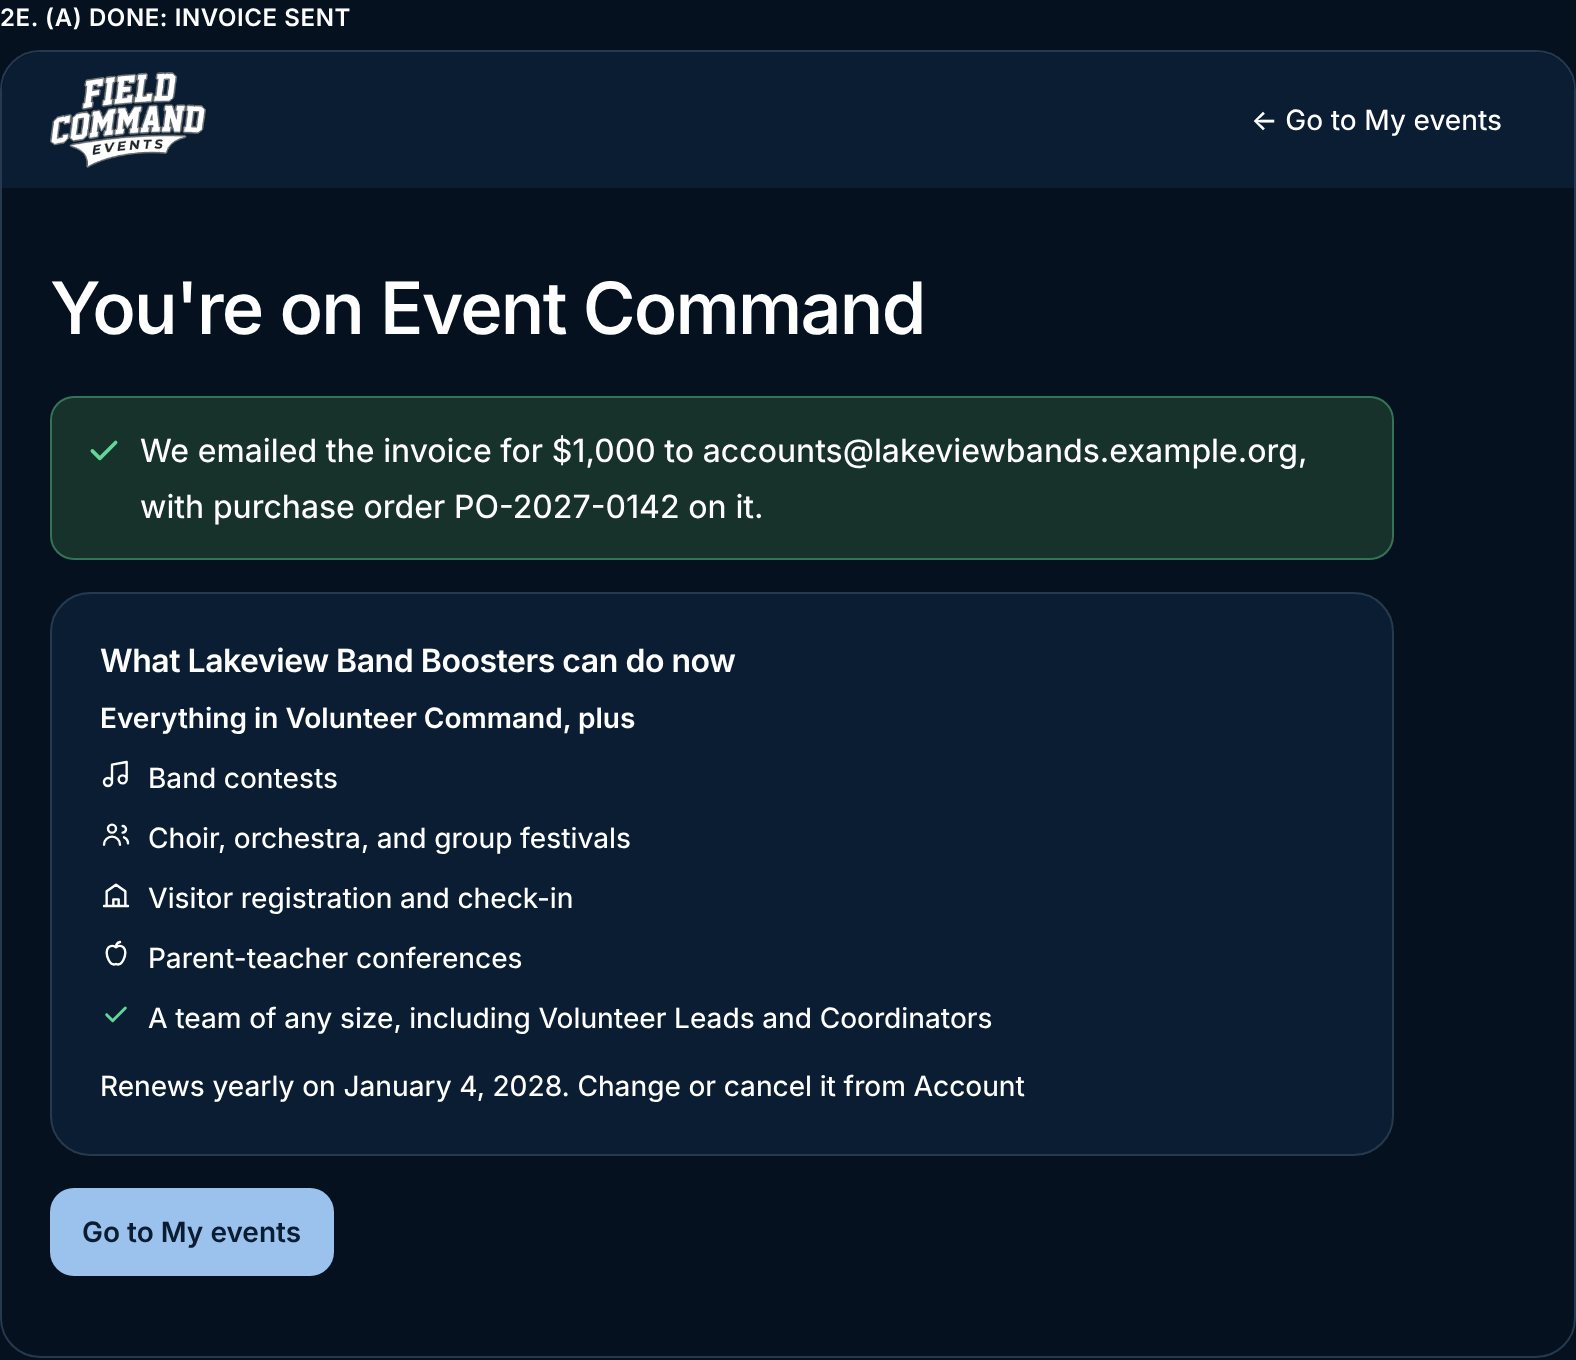 2E. (A) DONE: INVOICE SENT
FIELD
COMMAND
EVENTS
← Go to My events
You're on Event Command
We emailed the invoice for $1,000 to accounts@lakeviewbands.example.org,
with purchase order PO-2027-0142 on it.
What Lakeview Band Boosters can do now
Everything in Volunteer Command, plus
Band contests
Choir, orchestra, and group festivals
Visitor registration and check-in
Parent-teacher conferences
A team of any size, including Volunteer Leads and Coordinators
Renews yearly on January 4, 2028. Change or cancel it from Account
Go to My events